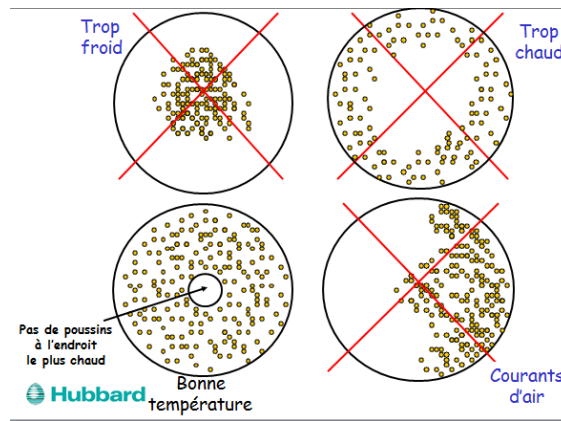 Trop
froid
Trop
chaud
Pas de poussins
à l'endroit
le plus chaud
Hubbard
Bonne
température
Courants
d'air